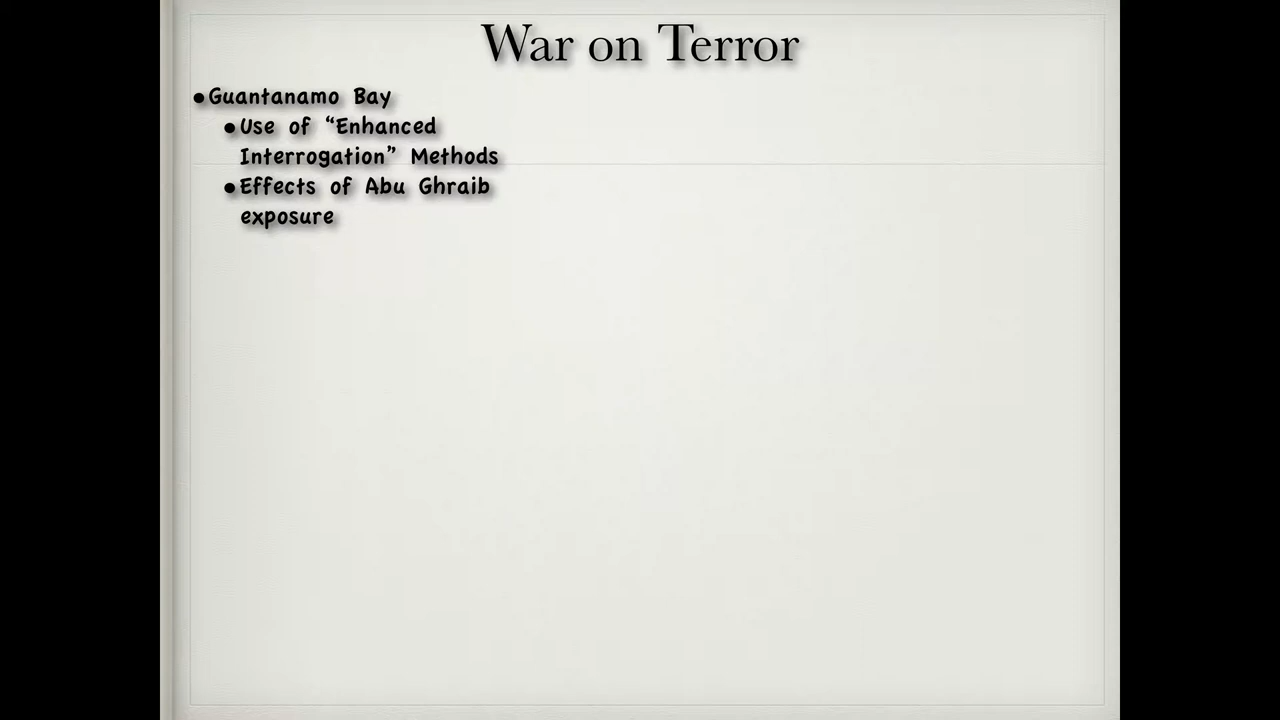 War on Terror
•Guantanamo Bay
•Use of “Enhanced
Interrogation” Methods
•Effects of Abu Ghraib
exposure